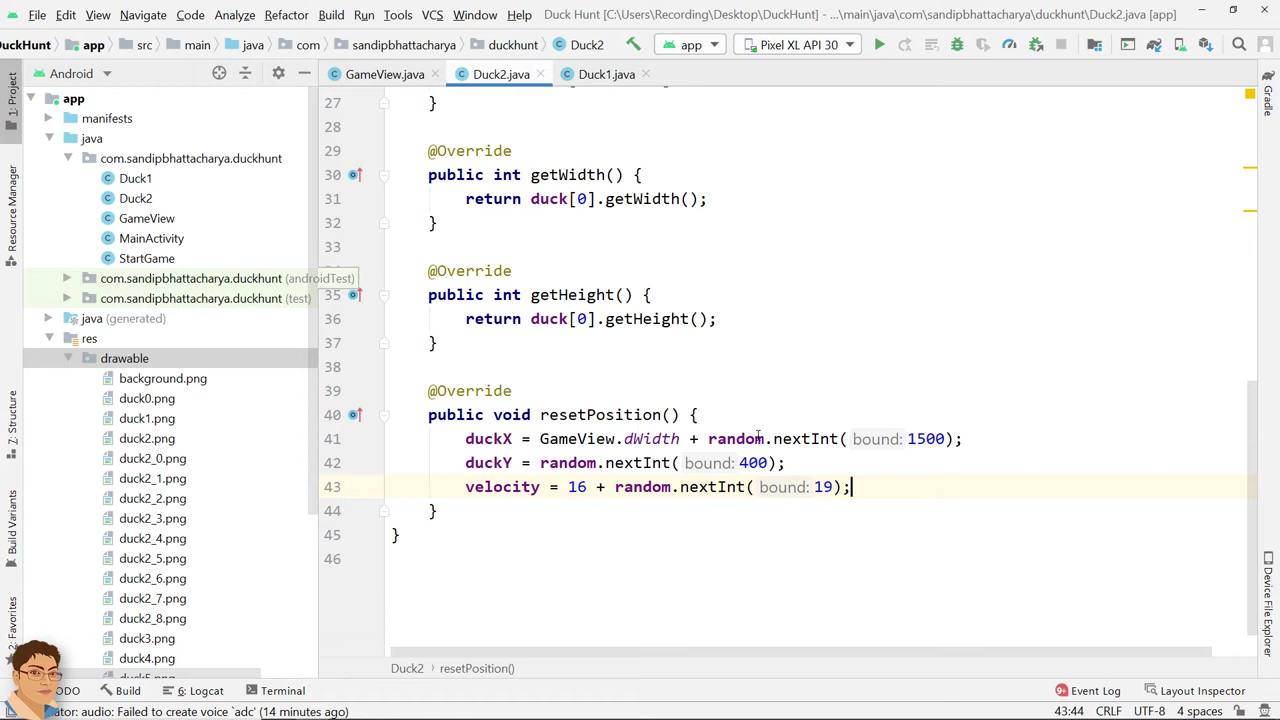 File Edit View Navigate Code Analyze Refactor Build Run Tools VCS Window Help Duck Hunt [C:\Users\Recording\Desktop\DuckHunt] - ...\main\java\com\sandipbhattacharya\duckhunt\Duck2.java [app]
DuckHunt app src main java com sandipbhattacharya duckhunt Duck2 app Pixel XL API 30
Android GameView.java Duck2.java Duck1.java
1: Project
Resource Manager
7: Structure
Build Variants
2: Favorites
app
manifests
java
com.sandipbhattacharya.duckhunt
Duck1
Duck2
GameView
MainActivity
StartGame
com.sandipbhattacharya.duckhunt (androidTest)
com.sandipbhattacharya.duckhunt (test)
java (generated)
res
drawable
background.png
duck0.png
duck1.png
duck2.png
duck2_0.png
duck2_1.png
duck2_2.png
duck2_3.png
duck2_4.png
duck2_5.png
duck2_6.png
duck2_7.png
duck2_8.png
duck3.png
duck4.png
27 }
28
29 @Override
30 public int getWidth() {
31 return duck[0].getWidth();
32 }
33
@Override
35 public int getHeight() {
36 return duck[0].getHeight();
37 }
38
39 @Override
40 public void resetPosition() {
41 duckX = GameView.dWidth + random.nextInt( bound: 1500);
42 duckY = random.nextInt( bound: 400);
43 velocity = 16 + random.nextInt( bound: 19);
44 }
45 }
46
Gradle
Device File Explorer
Duck2 resetPosition()
ODO Build 6: Logcat Terminal Event Log Layout Inspector
ator: audio: Failed to create voice `adc' (14 minutes ago) 43:44 CRLF UTF-8 4 spaces